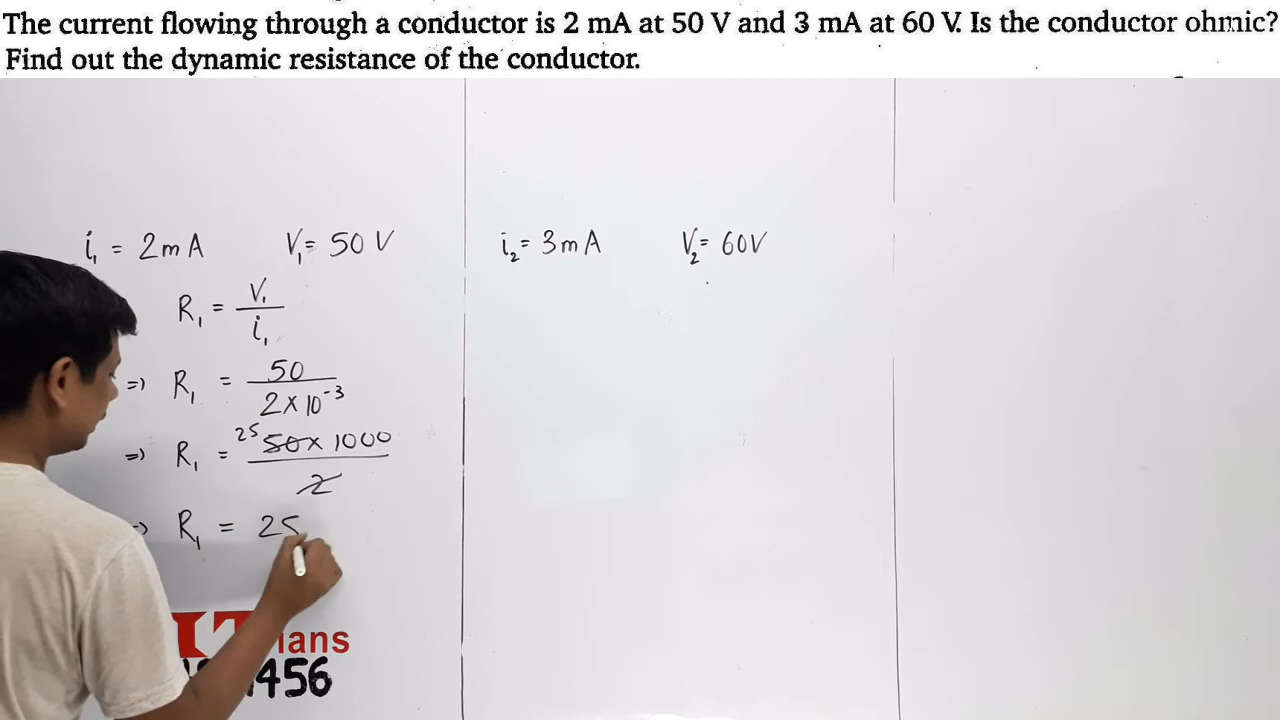 The current flowing through a conductor is 2 mA at 50 V and 3 mA at 60 V. Is the conductor ohmic?
Find out the dynamic resistance of the conductor.
i₁ = 2mA V₁ = 50 V
R₁ = V₁/i₁
=) R₁ = 50/2×10⁻³
=) R₁ = 25 50×1000/2
R₁ = 25
i₂ = 3mA V₂ = 60V
ians
456